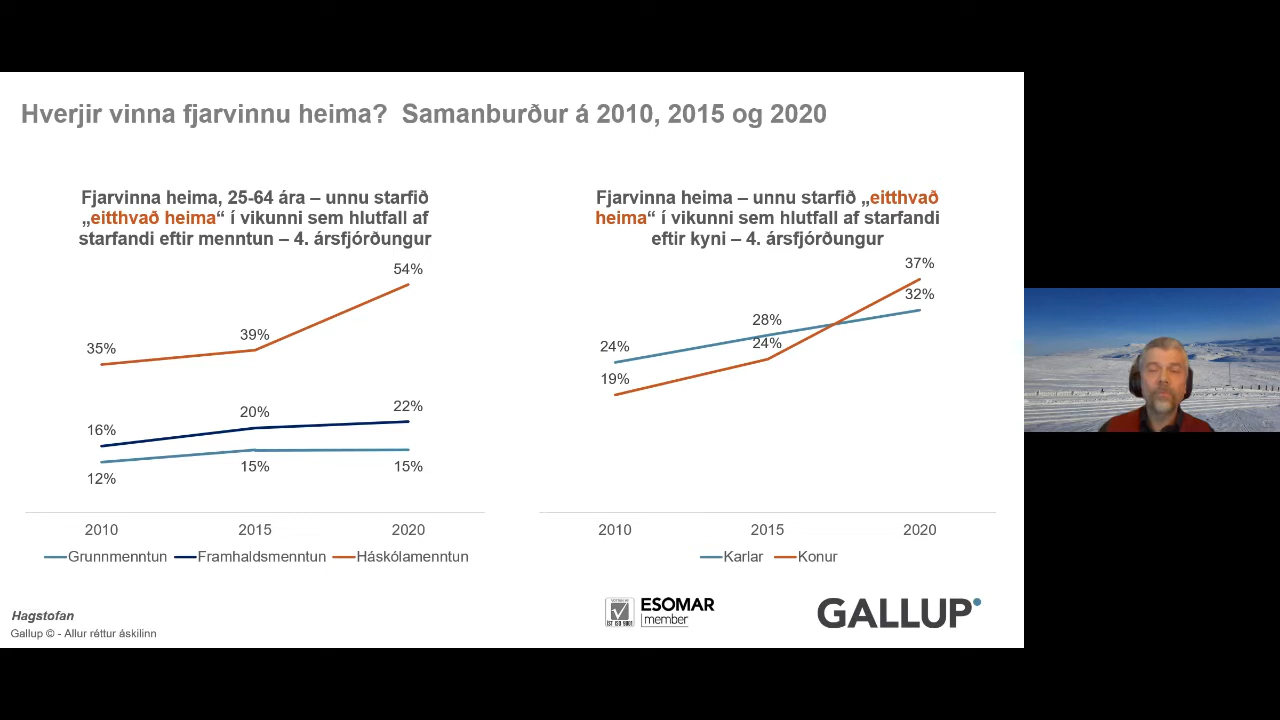 Hverjir vinna fjarvinnu heima? Samanburður á 2010, 2015 og 2020
Fjarvinna heima, 25-64 ára – unnu starfið
„eitthvað heima“ í vikunni sem hlutfall af
starfandi eftir menntun – 4. ársfjórðungur
54%
39%
35%
22%
20%
16%
15%
15%
12%
2010 2015 2020
Grunnmenntun Framhaldsmenntun Háskólamenntun
Fjarvinna heima – unnu starfið „eitthvað
heima“ í vikunni sem hlutfall af starfandi
eftir kyni – 4. ársfjórðungur
37%
32%
28%
24%
24%
19%
2010 2015 2020
Karlar Konur
Hagstofan
Gallup © - Allur réttur áskilinn
IST ISO 9001
ESOMAR
member
GALLUP